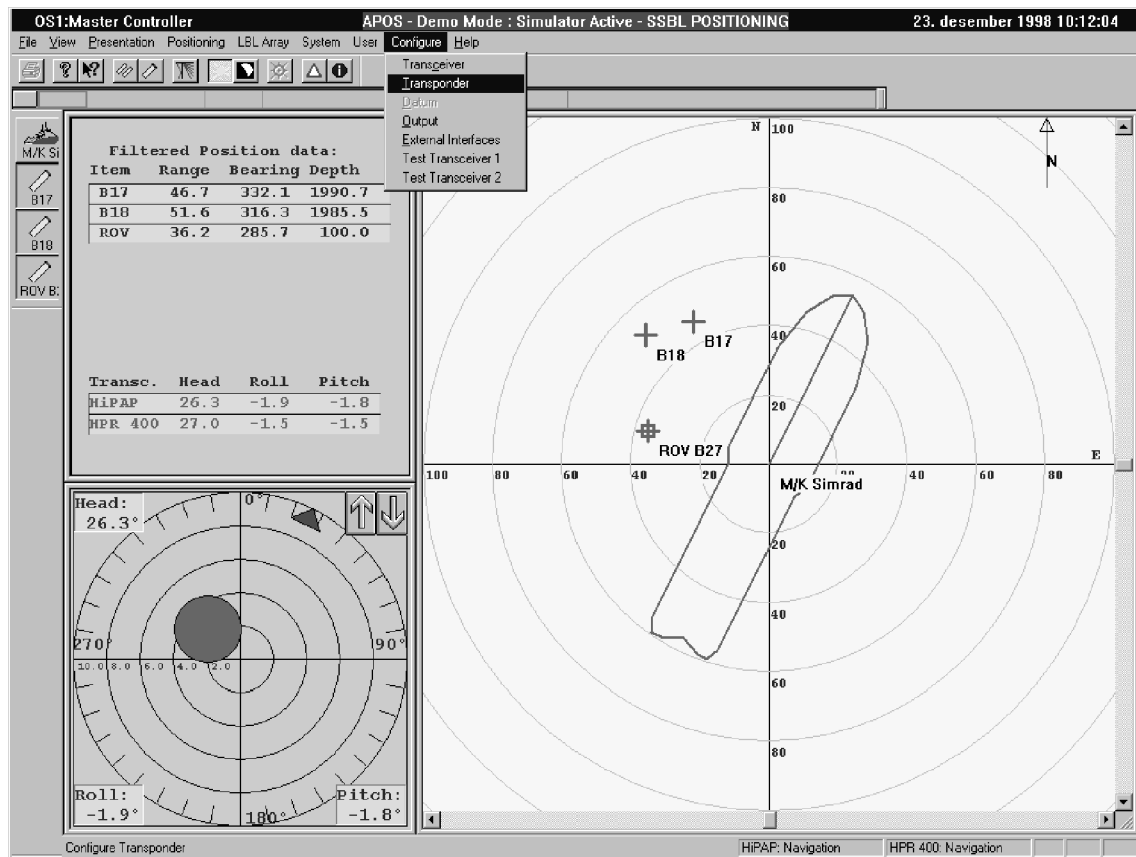 OS1:Master Controller APOS - Demo Mode : Simulator Active - SSBL POSITIONING 23. desember 1998 10:12:04
File View Presentation Positioning LBL Array System User Configure Help
Transceiver
Transponder
Datum
Output
External Interfaces
Test Transceiver 1
Test Transceiver 2
M/K Si
B17
B18
ROV B:
Filtered Position data:
Item Range Bearing Depth
B17 46.7 332.1 1990.7
B18 51.6 316.3 1985.5
ROV 36.2 285.7 100.0
Transc. Head Roll Pitch
HiPAP 26.3 -1.9 -1.8
HPR 400 27.0 -1.5 -1.5
Head:
26.3°
0°
270°
90°
10.0 8.0 6.0 4.0 2.0
Roll:
-1.9°
180°
Pitch:
-1.8°
N 100
N
80
60
40
20
B17
B18
ROV B27
E
100 80 60 40 20 40 60 80
M/K Simrad
20
40
60
80
Configure Transponder HiPAP: Navigation HPR 400: Navigation